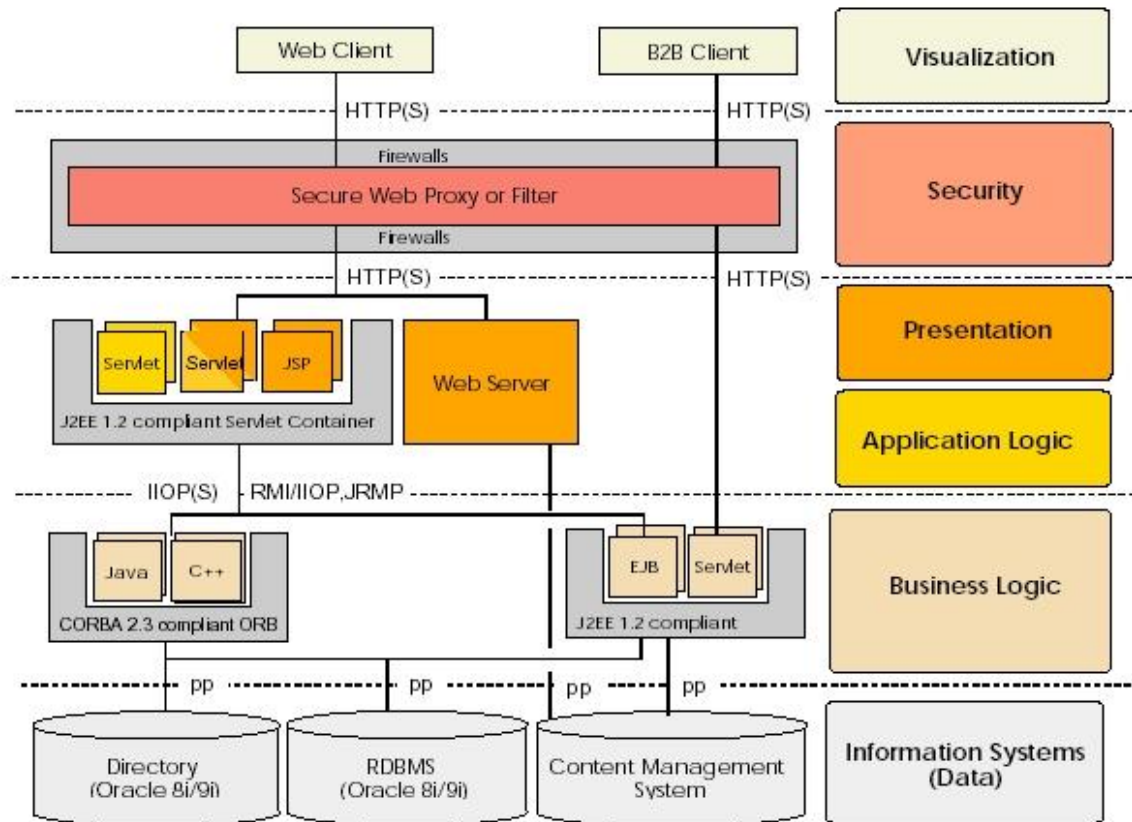 Web Client
B2B Client
Visualization
HTTP(S)
HTTP(S)
Firewalls
Secure Web Proxy or Filter
Firewalls
Security
HTTP(S)
HTTP(S)
Servlet
Servlet
JSP
J2EE 1.2 compliant Servlet Container
Web Server
Presentation
Application Logic
IIOP(S)
RMI/IIOP,JRMP
Java
C++
CORBA 2.3 compliant ORB
EJB
Servlet
J2EE 1.2 compliant
Business Logic
pp
pp
pp
pp
Directory
(Oracle 8i/9i)
RDBMS
(Oracle 8i/9i)
Content Management
System
Information Systems
(Data)